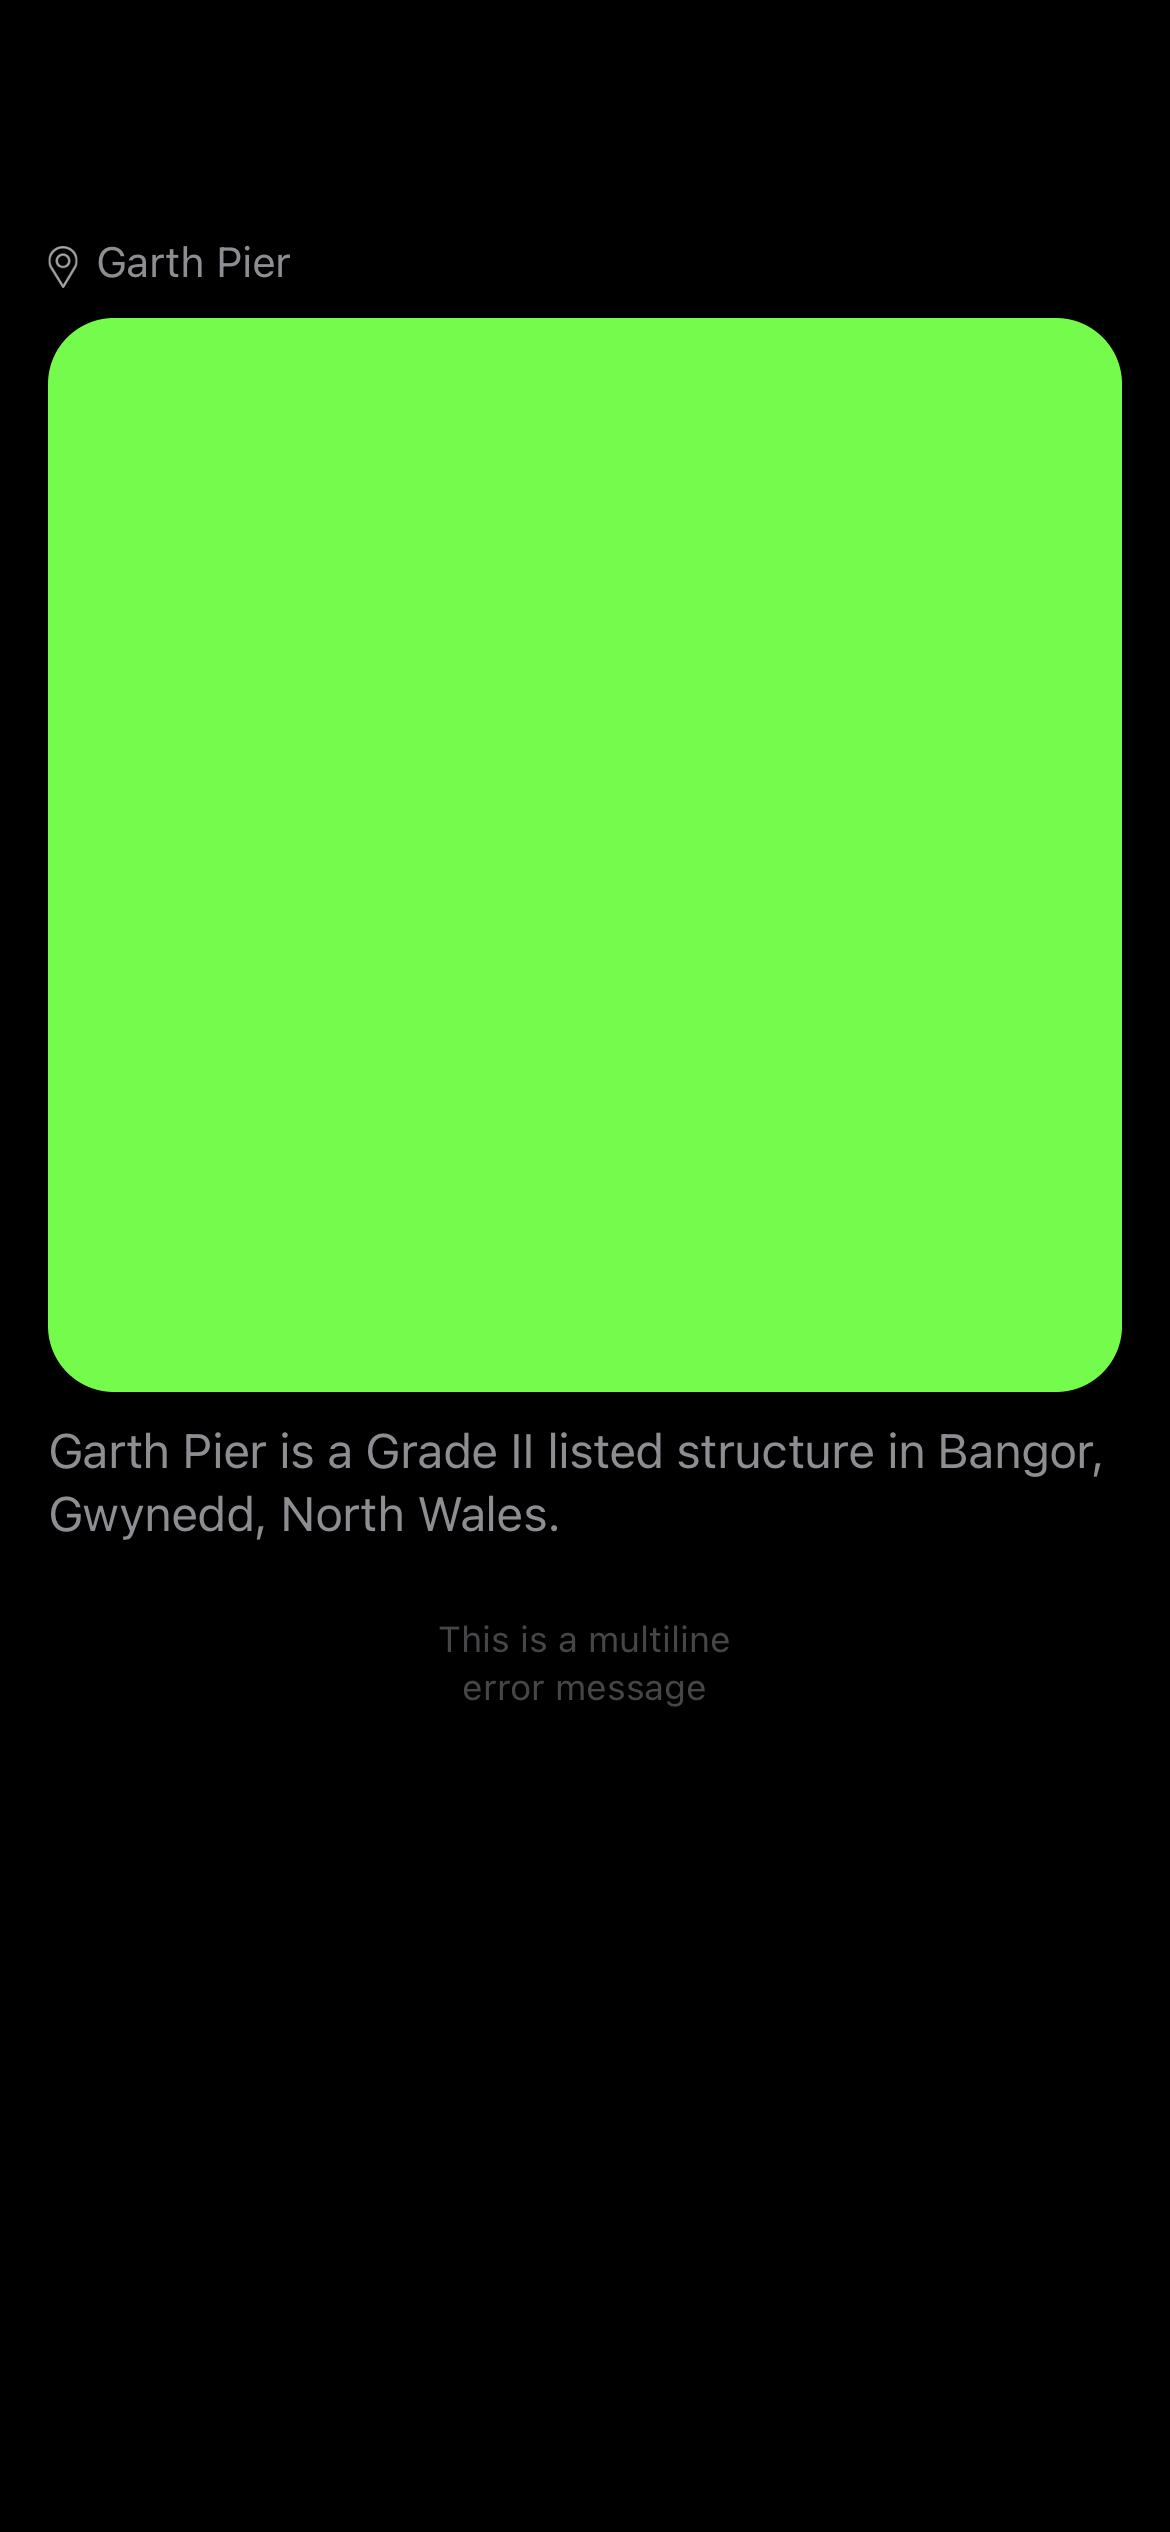 Garth Pier
Garth Pier is a Grade II listed structure in Bangor,
Gwynedd, North Wales.
This is a multiline
error message